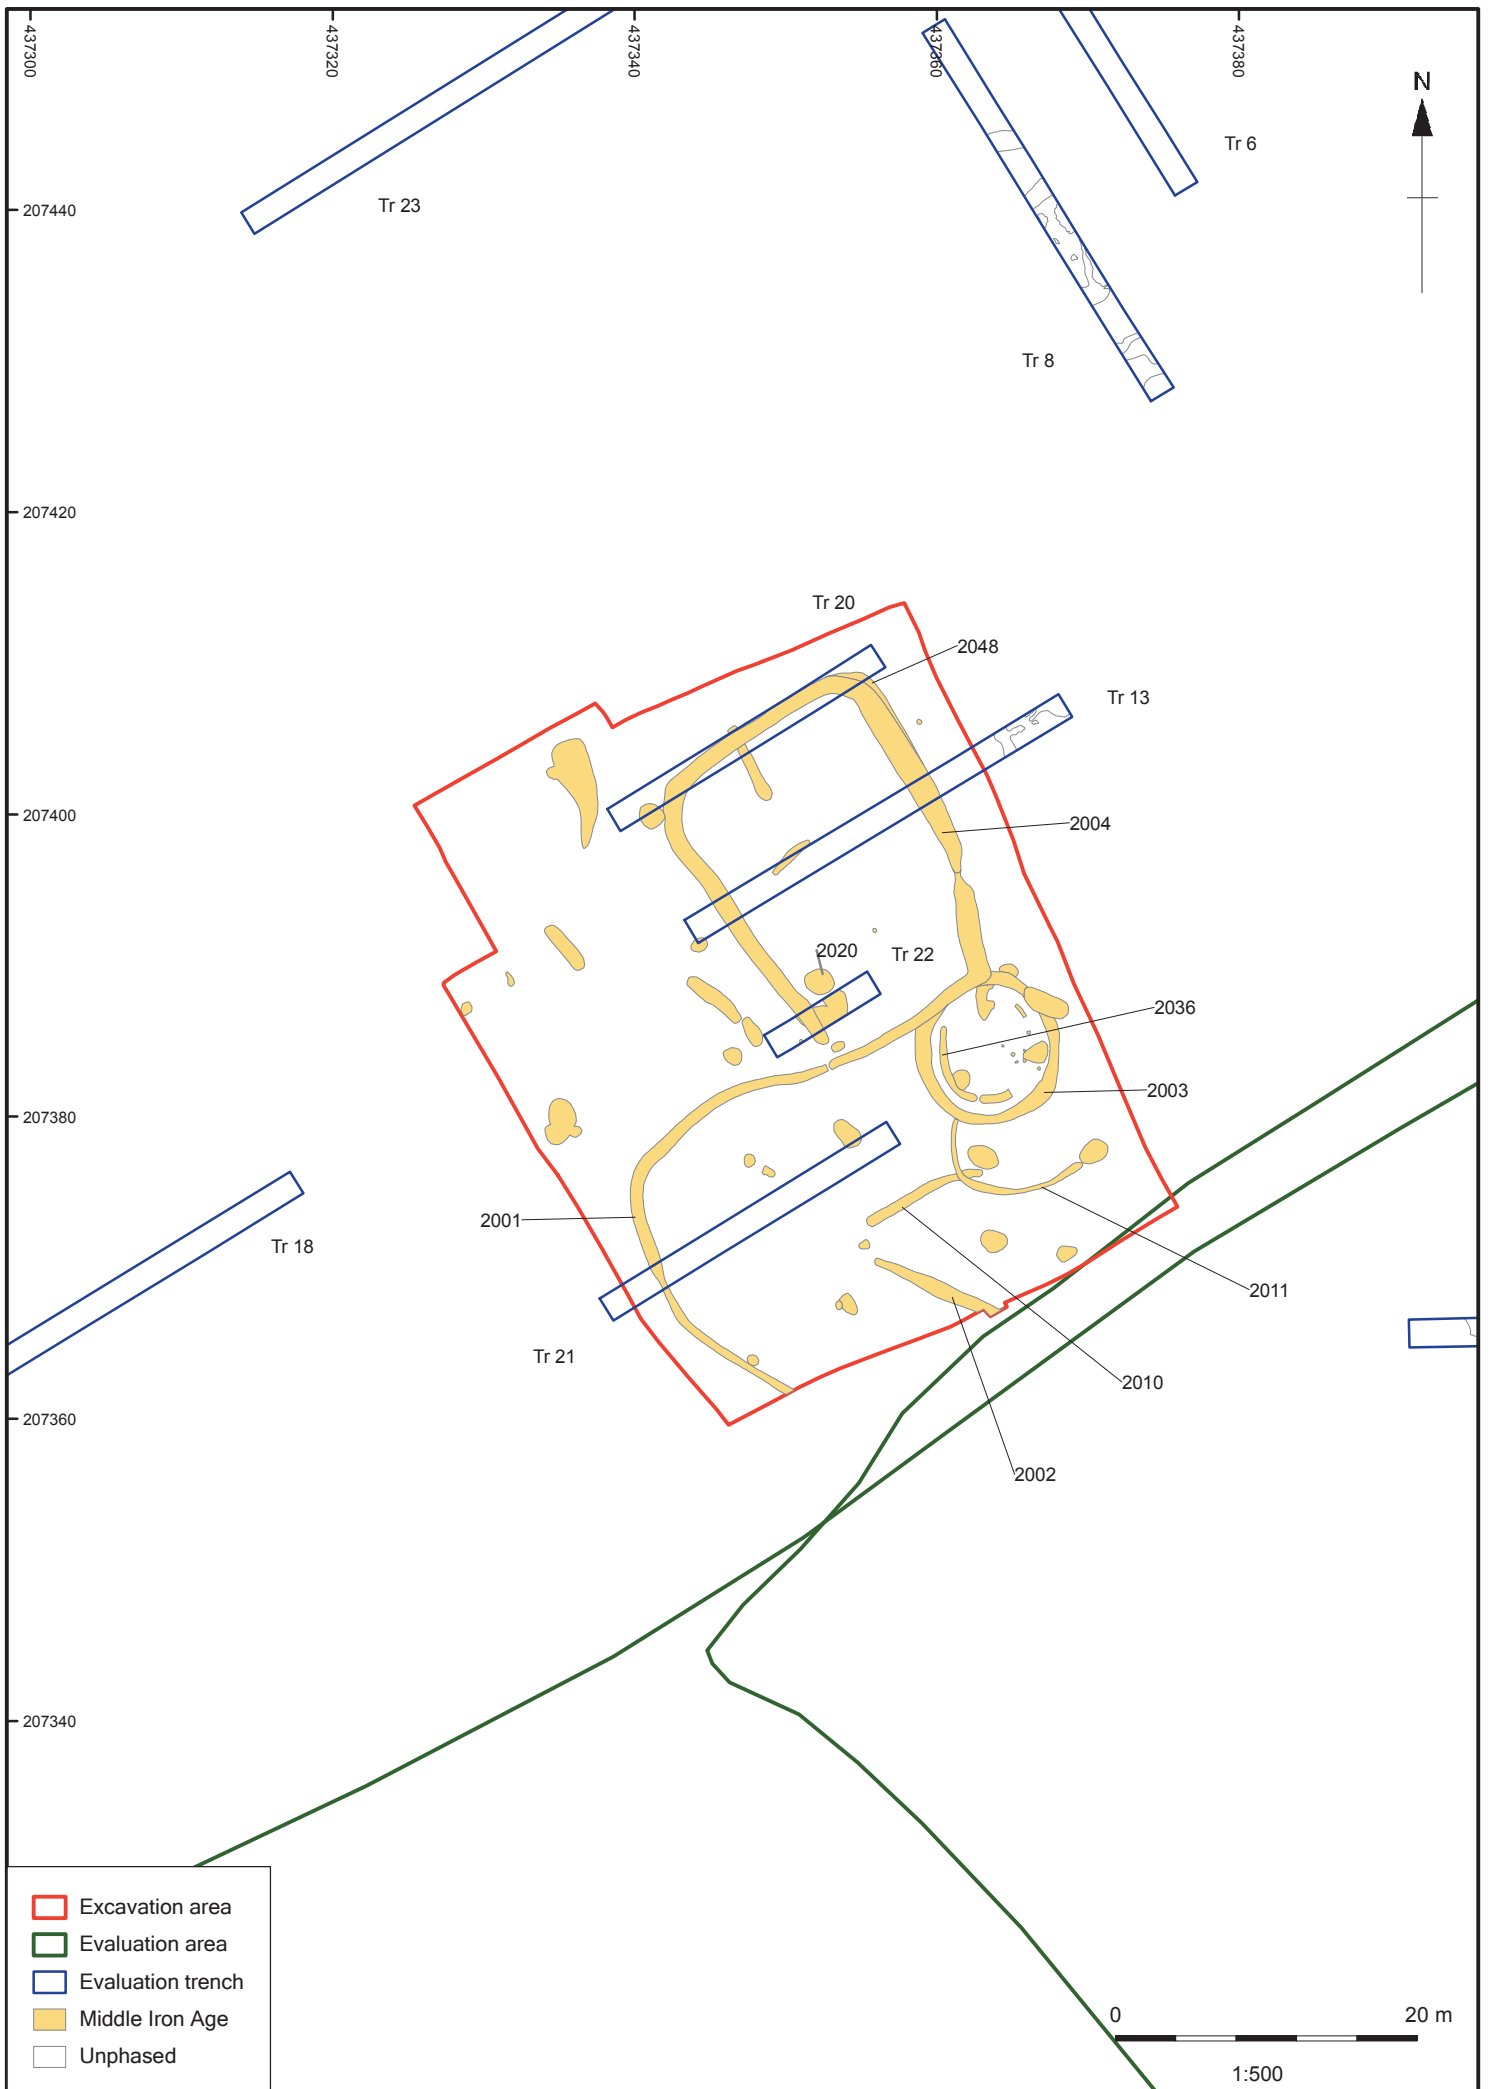 437300
437320
437340
437360
437380
N
Tr 6
207440
Tr 23
Tr 8
207420
Tr 20
2048
Tr 13
207400
2004
2020
Tr 22
2036
2003
207380
2001
Tr 18
2011
Tr 21
2010
207360
2002
207340
Excavation area
Evaluation area
Evaluation trench
Middle Iron Age
Unphased
0 20 m
1:500